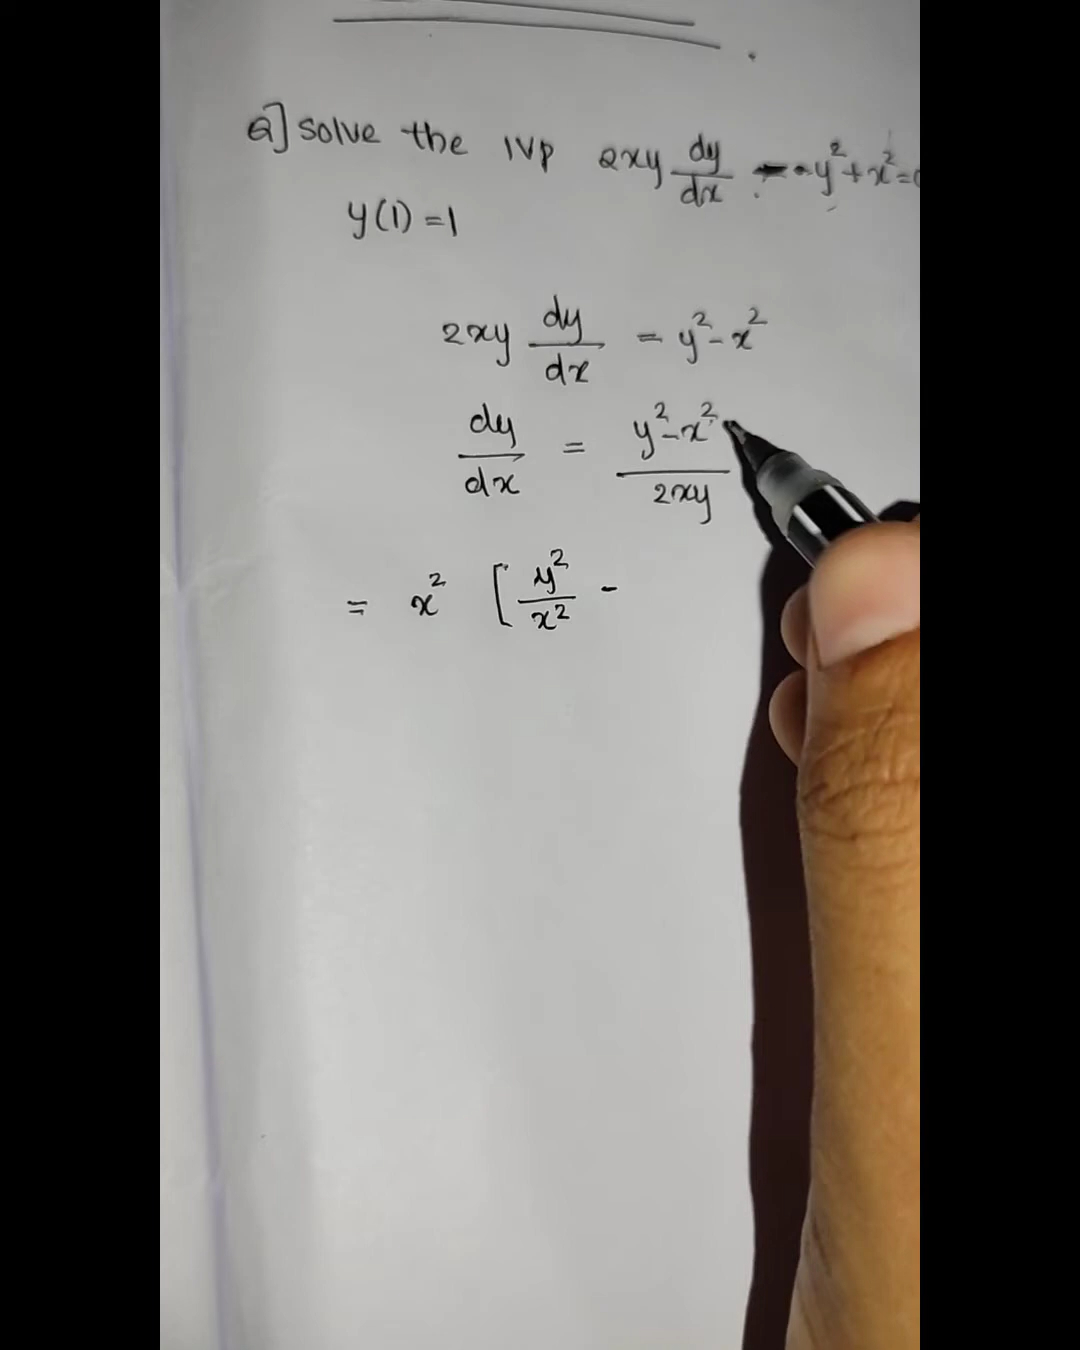 Q] Solve the IVP 2xy dy/dx - y² + x² = 0
y(1) = 1
2xy dy/dx = y² - x²
dy/dx = y² - x² / 2xy
= x² [ y²/x² -